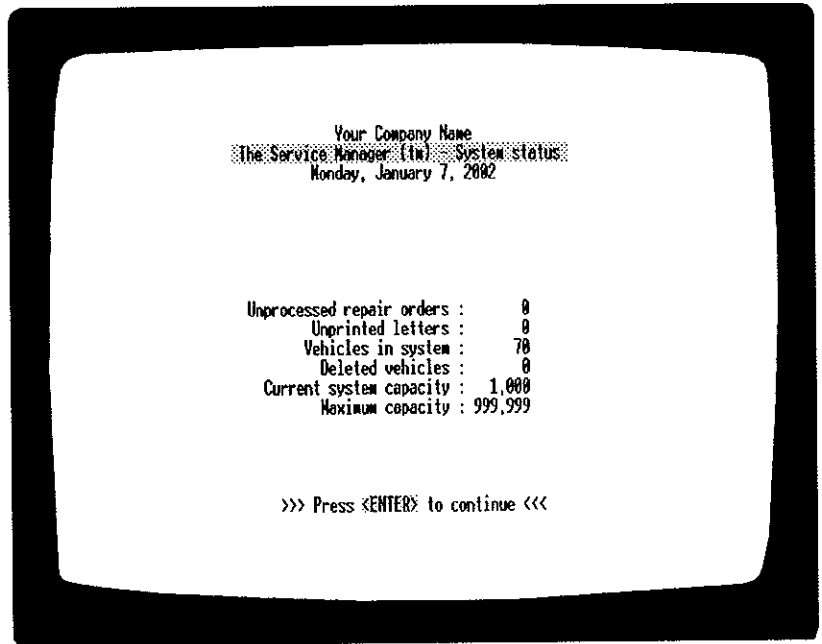 Your Company Name
The Service Manager (tm) - System status
Monday, January 7, 2002
Unprocessed repair orders : 0
Unprinted letters : 0
Vehicles in system : 70
Deleted vehicles : 0
Current system capacity : 1,000
Maximum capacity : 999,999
>>> Press <ENTER> to continue <<<